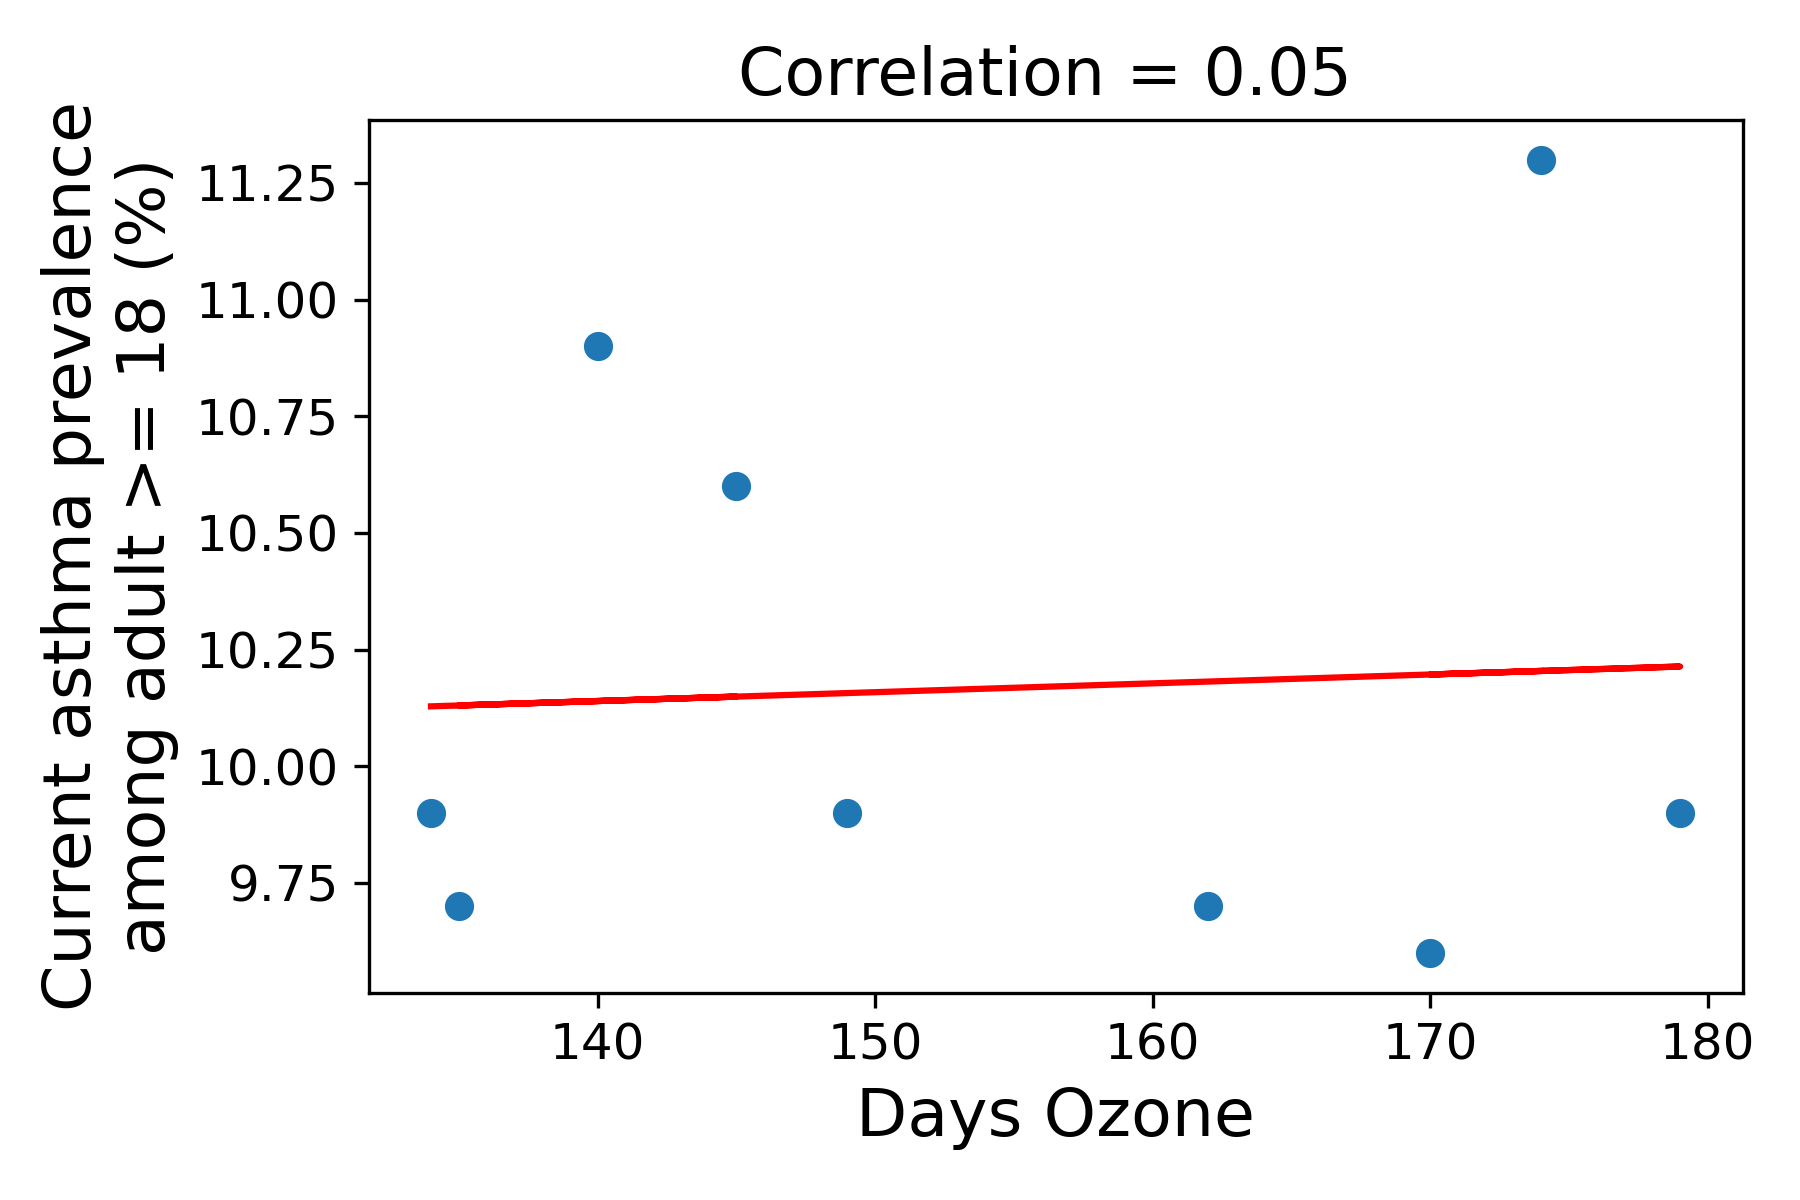 Correlation = 0.05
Current asthma prevalence
among adult >= 18 (%)
11.25
11.00
10.75
10.50
10.25
10.00
9.75
140 150 160 170 180
Days Ozone